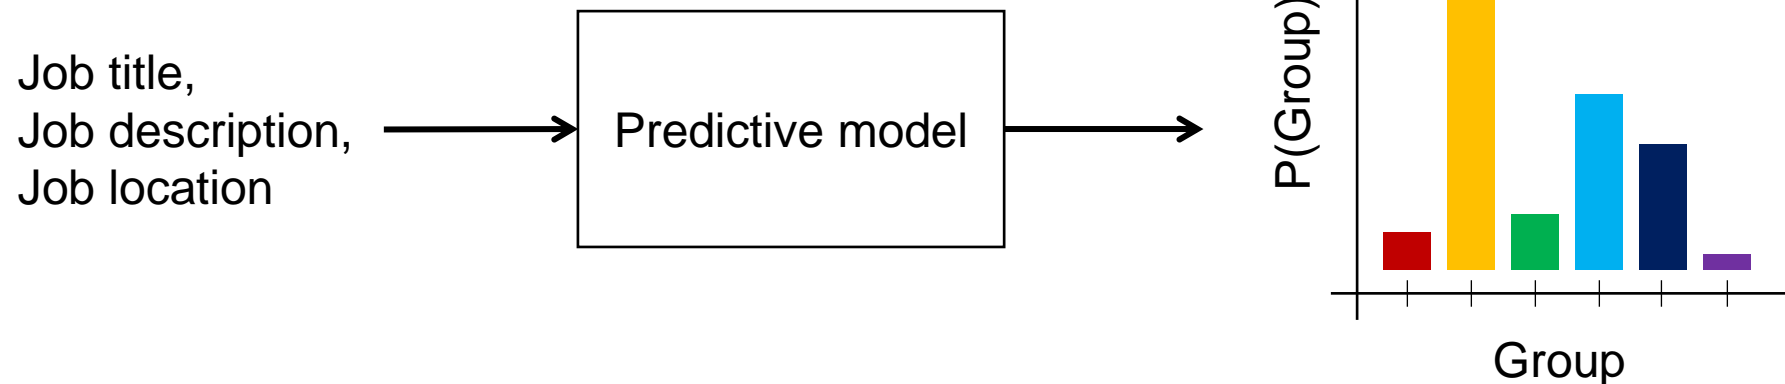 Job title,
Job description,
Job location
Predictive model
P(Group)
Group